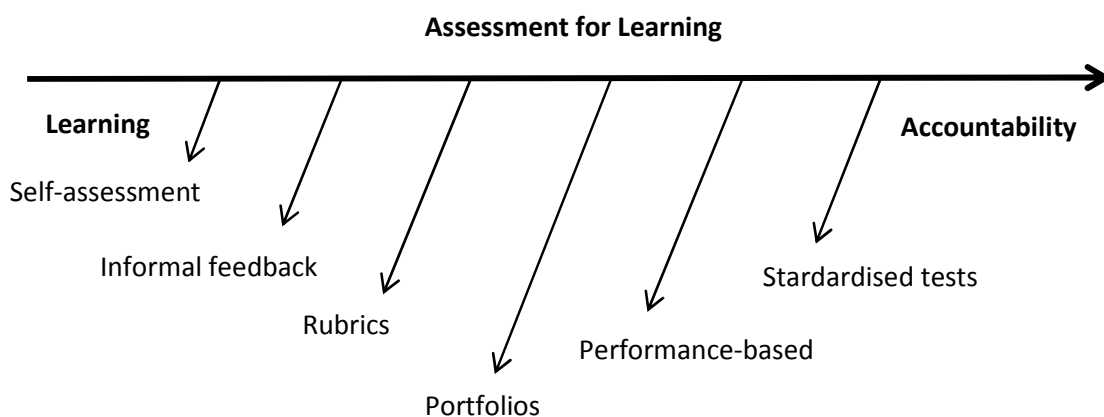 Assessment for Learning
Learning
Accountability
Self-assessment
Informal feedback
Stardardised tests
Rubrics
Performance-based
Portfolios